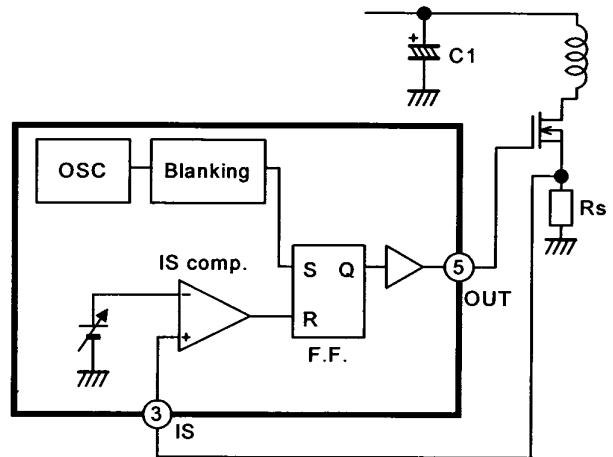 +
C1
OSC
Blanking
Rs
IS comp.
S Q
5
OUT
−
R
+
F.F.
3
IS